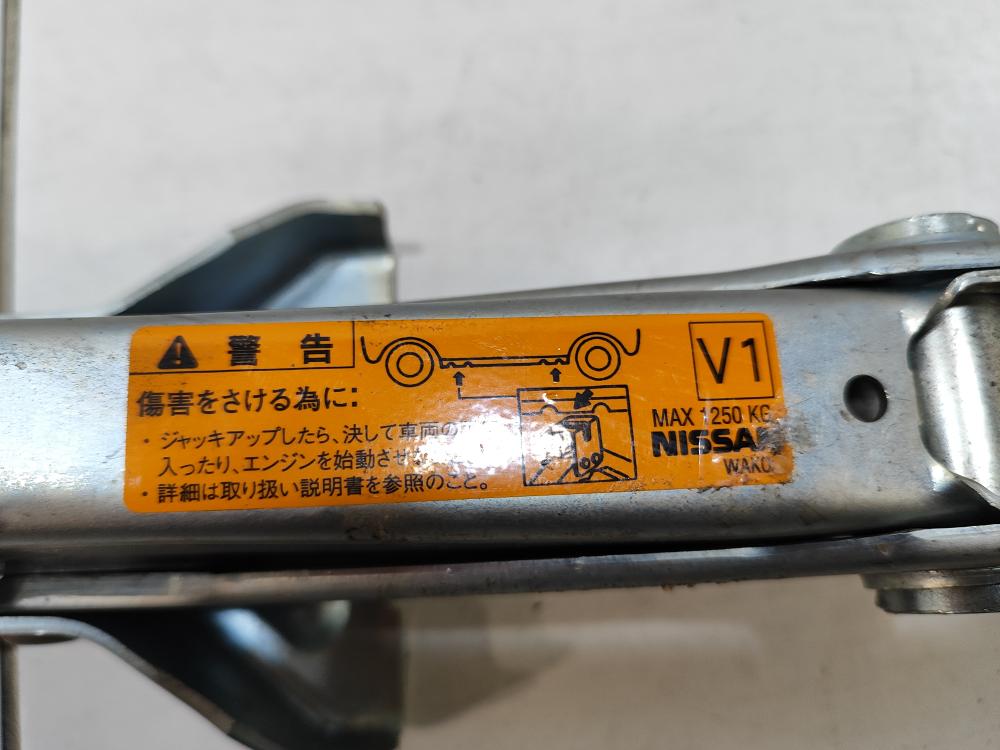 警告
傷害をさける為に:
・ジャッキアップしたら、決して車両の
入ったり、エンジンを始動させ
・詳細は取り扱い説明書を参照のこと。
V1
MAX 1250 KG
NISSAN
WAKO